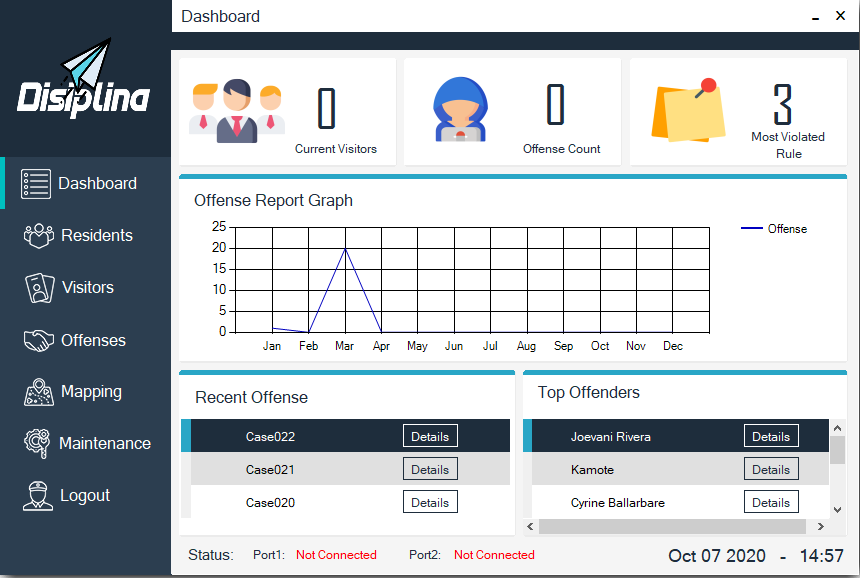 Dashboard
Disiplina
0
Current Visitors
0
Offense Count
3
Most Violated
Rule
Dashboard
Residents
Visitors
Offenses
Mapping
Maintenance
Logout
Offense Report Graph
25
20
15
10
5
0
Jan Feb Mar Apr May Jun Jul Aug Sep Oct Nov Dec
Offense
Recent Offense
Case022 Details
Case021 Details
Case020 Details
Top Offenders
Joevani Rivera Details
Kamote Details
Cyrine Ballarbare Details
Status: Port1: Not Connected Port2: Not Connected Oct 07 2020 - 14:57